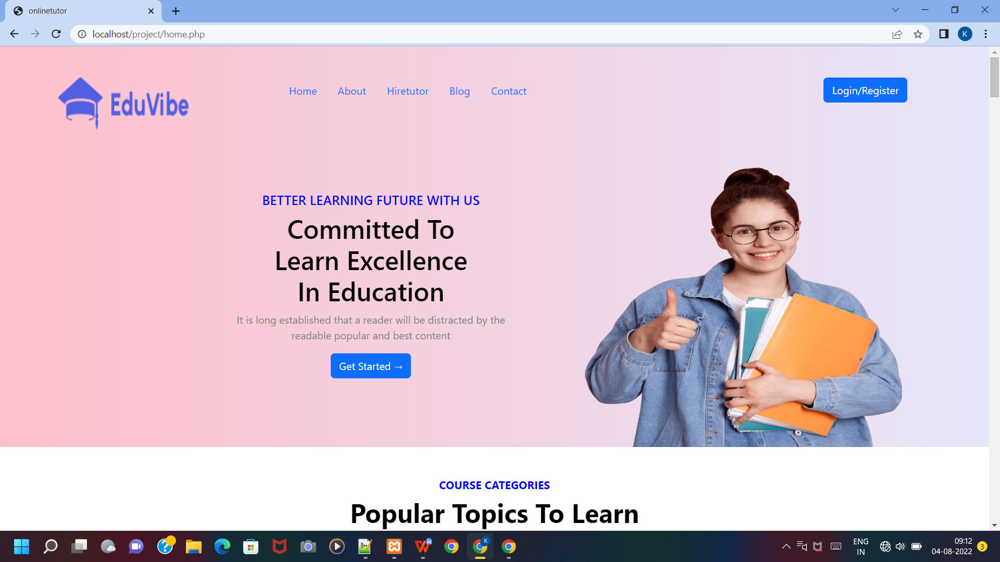 onlinetutor
localhost/project/home.php
K
EduVibe
Home About Hiretutor Blog Contact
Login/Register
BETTER LEARNING FUTURE WITH US
Committed To
Learn Excellence
In Education
It is long established that a reader will be distracted by the
readable popular and best content
Get Started →
COURSE CATEGORIES
Popular Topics To Learn
K
ENG
IN
09:12
04-08-2022
3